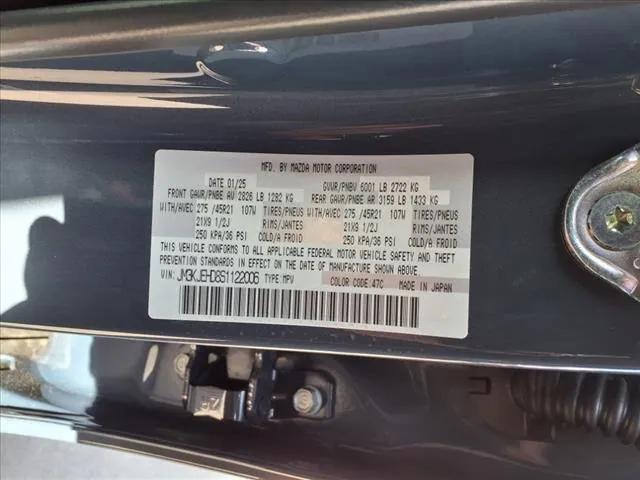 MFD. BY MAZDA MOTOR CORPORATION
DATE 01/25 GVWR/PNBV 6001 LB 2722 KG
FRONT GAWR/PNBE AV 2826 LB 1282 KG REAR GAWR/PNBE AR 3159 LB 1433 KG
WITH/AVEC 275 /45R21 107W TIRES/PNEUS WITH/AVEC 275 /45R21 107W TIRES/PNEUS
21X9 1/2J RIMS/JANTES 21X9 1/2J RIMS/JANTES
250 KPA/36 PSI COLD/A FROID 250 KPA/36 PSI COLD/A FROID
THIS VEHICLE CONFORMS TO ALL APPLICABLE FEDERAL MOTOR VEHICLE SAFETY AND THEFT
PREVENTION STANDARDS IN EFFECT ON THE DATE OF MANUFACTURE SHOWN ABOVE.
VIN: JM3KJEHD8S1122006 TYPE:MPV COLOR CODE:47C MADE IN JAPAN